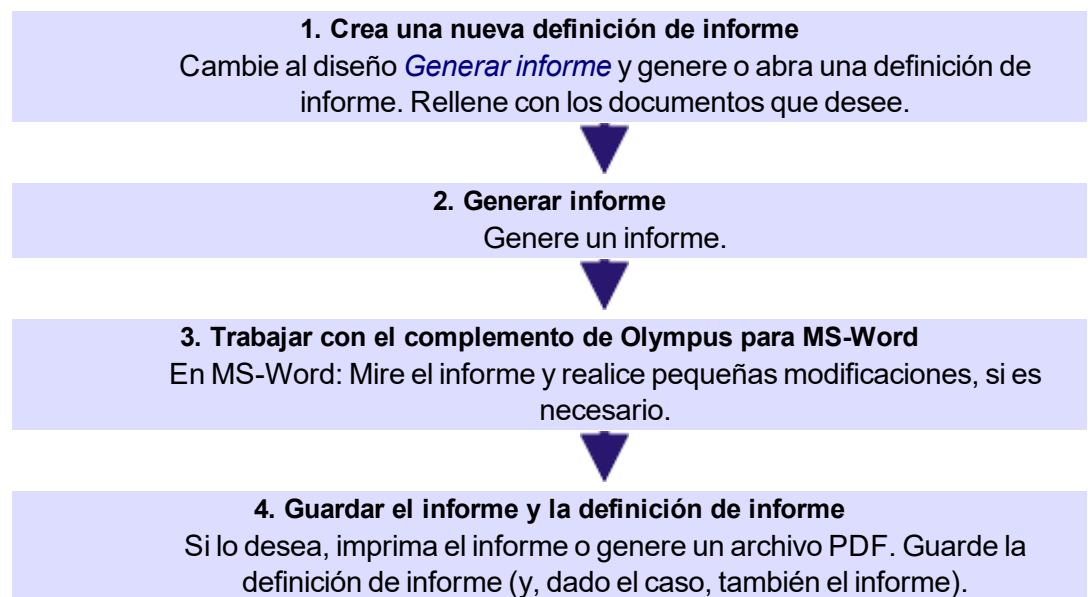 1. Crea una nueva definición de informe
Cambie al diseño Generar informe y genere o abra una definición de
informe. Rellene con los documentos que desee.
2. Generar informe
Genere un informe.
3. Trabajar con el complemento de Olympus para MS-Word
En MS-Word: Mire el informe y realice pequeñas modificaciones, si es
necesario.
4. Guardar el informe y la definición de informe
Si lo desea, imprima el informe o genere un archivo PDF. Guarde la
definición de informe (y, dado el caso, también el informe).